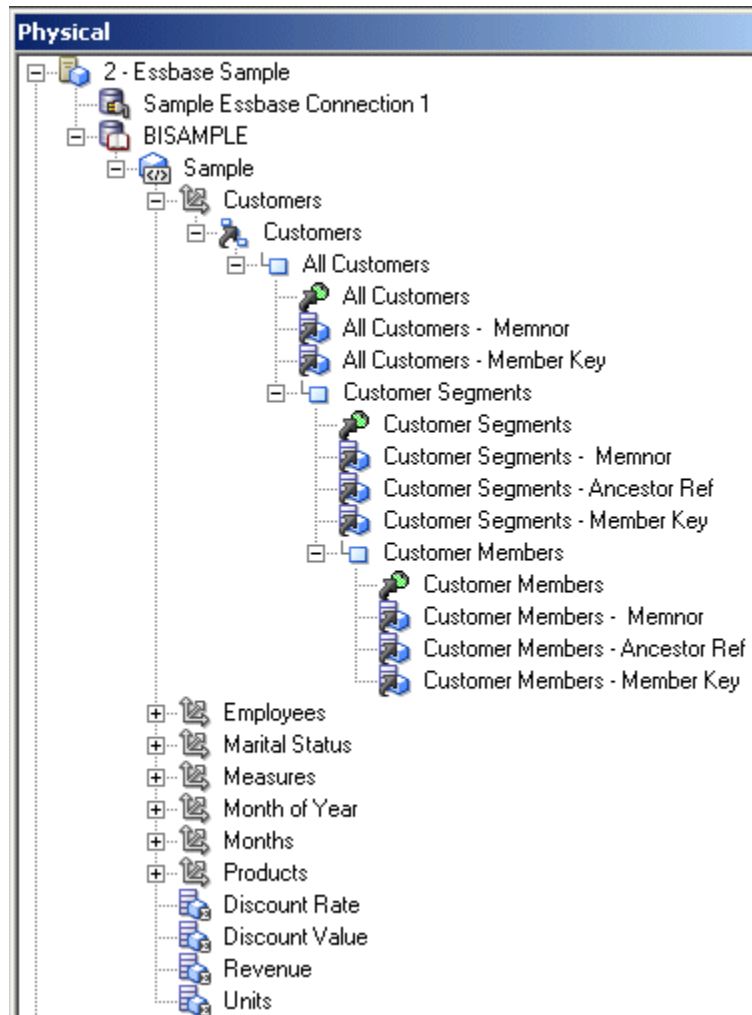 Physical
2 - Essbase Sample
Sample Essbase Connection 1
BISAMPLE
Sample
Customers
Customers
All Customers
All Customers
All Customers -  Memnor
All Customers - Member Key
Customer Segments
Customer Segments
Customer Segments -  Memnor
Customer Segments - Ancestor Ref
Customer Segments - Member Key
Customer Members
Customer Members
Customer Members -  Memnor
Customer Members - Ancestor Ref
Customer Members - Member Key
Employees
Marital Status
Measures
Month of Year
Months
Products
Discount Rate
Discount Value
Revenue
Units